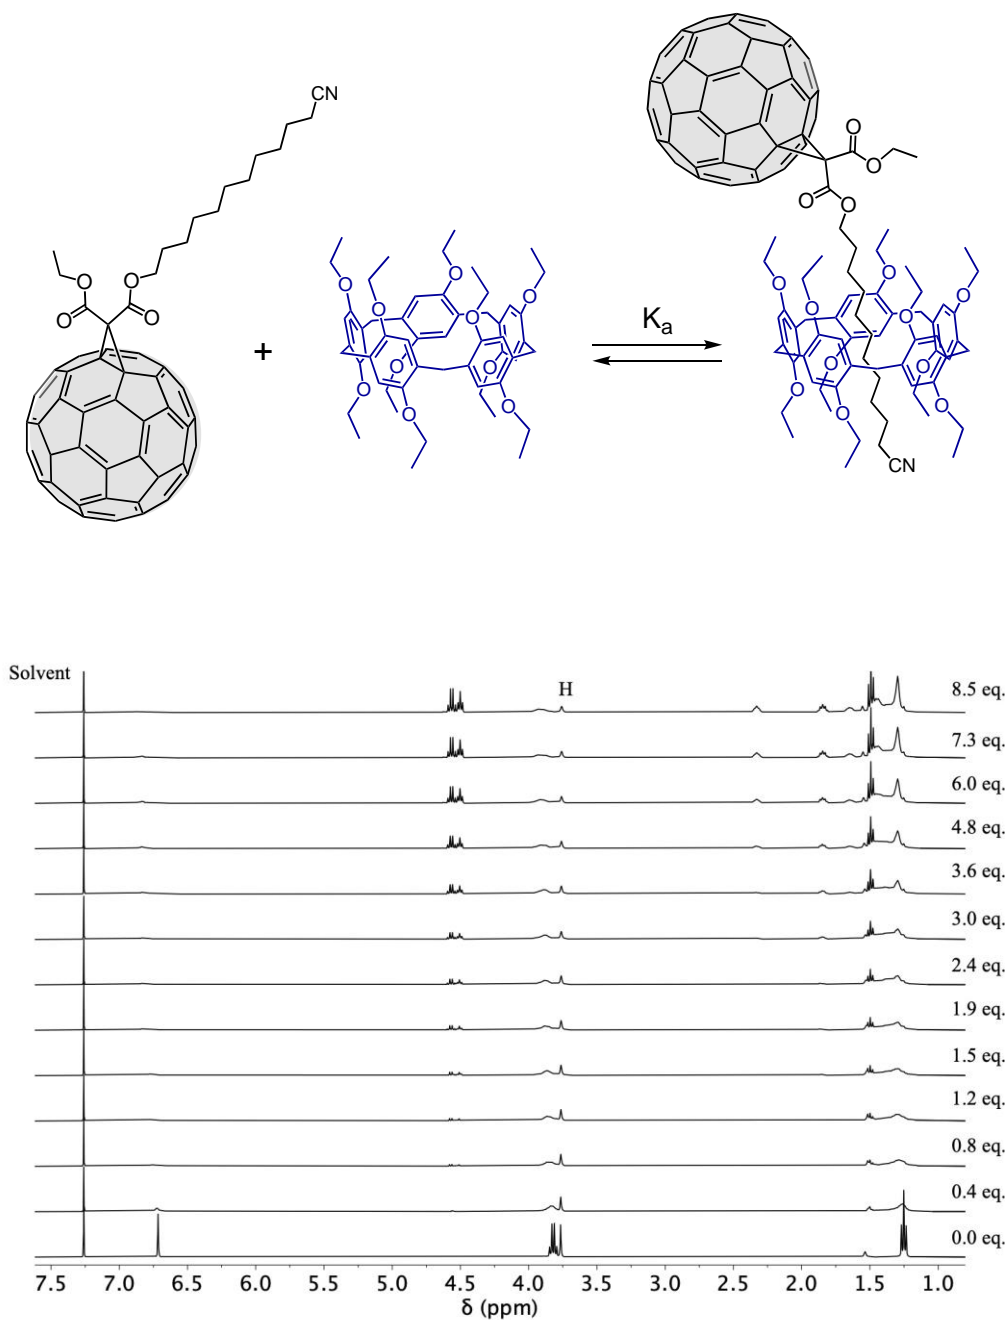 CN
O
O
O
O
+
O
O
O
O
O
O
O
O
O
O
Kₐ
O
O
O
O
O
O
O
O
O
O
O
O
O
O
CN
Solvent
H
8.5 eq.
7.3 eq.
6.0 eq.
4.8 eq.
3.6 eq.
3.0 eq.
2.4 eq.
1.9 eq.
1.5 eq.
1.2 eq.
0.8 eq.
0.4 eq.
0.0 eq.
7.5 7.0 6.5 6.0 5.5 5.0 4.5 4.0 3.5 3.0 2.5 2.0 1.5 1.0
δ (ppm)